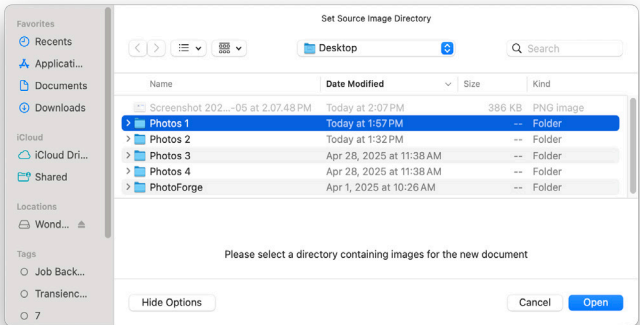 Set Source Image Directory
Favorites
Recents
Applicati...
Documents
Downloads
iCloud
iCloud Dri...
Shared
Locations
Wond...
Tags
Job Back...
Transienc...
7
Desktop
Search
Name Date Modified Size Kind
Screenshot 202...-05 at 2.07.48 PM Today at 2:07 PM 386 KB PNG image
Photos 1 Today at 1:57 PM -- Folder
Photos 2 Today at 1:32 PM -- Folder
Photos 3 Apr 28, 2025 at 11:38 AM -- Folder
Photos 4 Apr 28, 2025 at 11:38 AM -- Folder
PhotoForge Apr 1, 2025 at 10:26 AM -- Folder
Please select a directory containing images for the new document
Hide Options Cancel Open